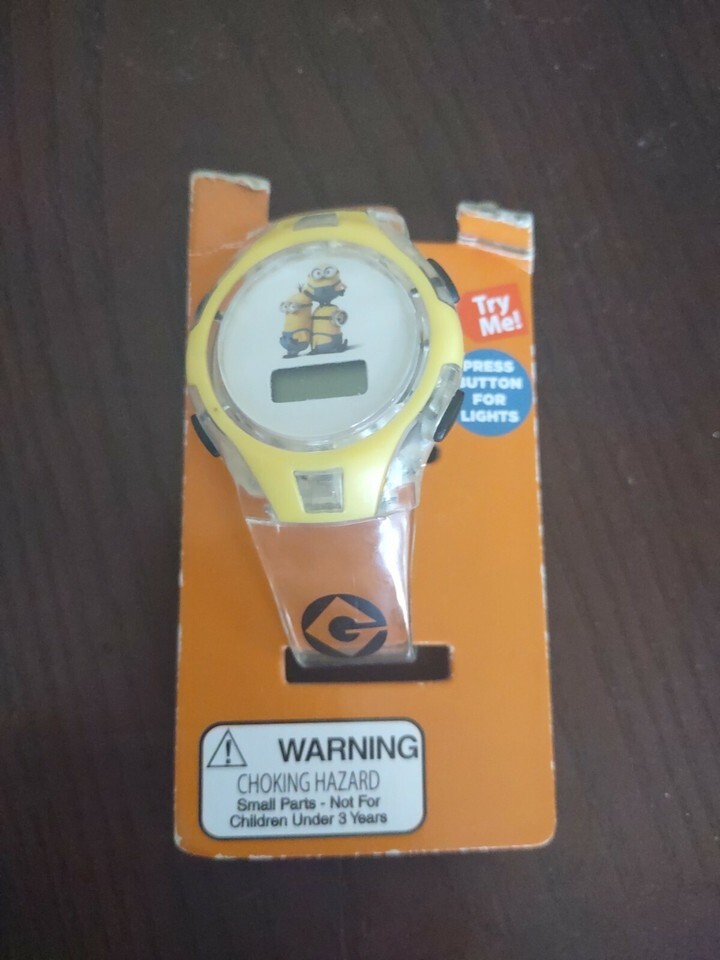 Try
Me!
PRESS
BUTTON
FOR
LIGHTS
G
WARNING
CHOKING HAZARD
Small Parts - Not For
Children Under 3 Years